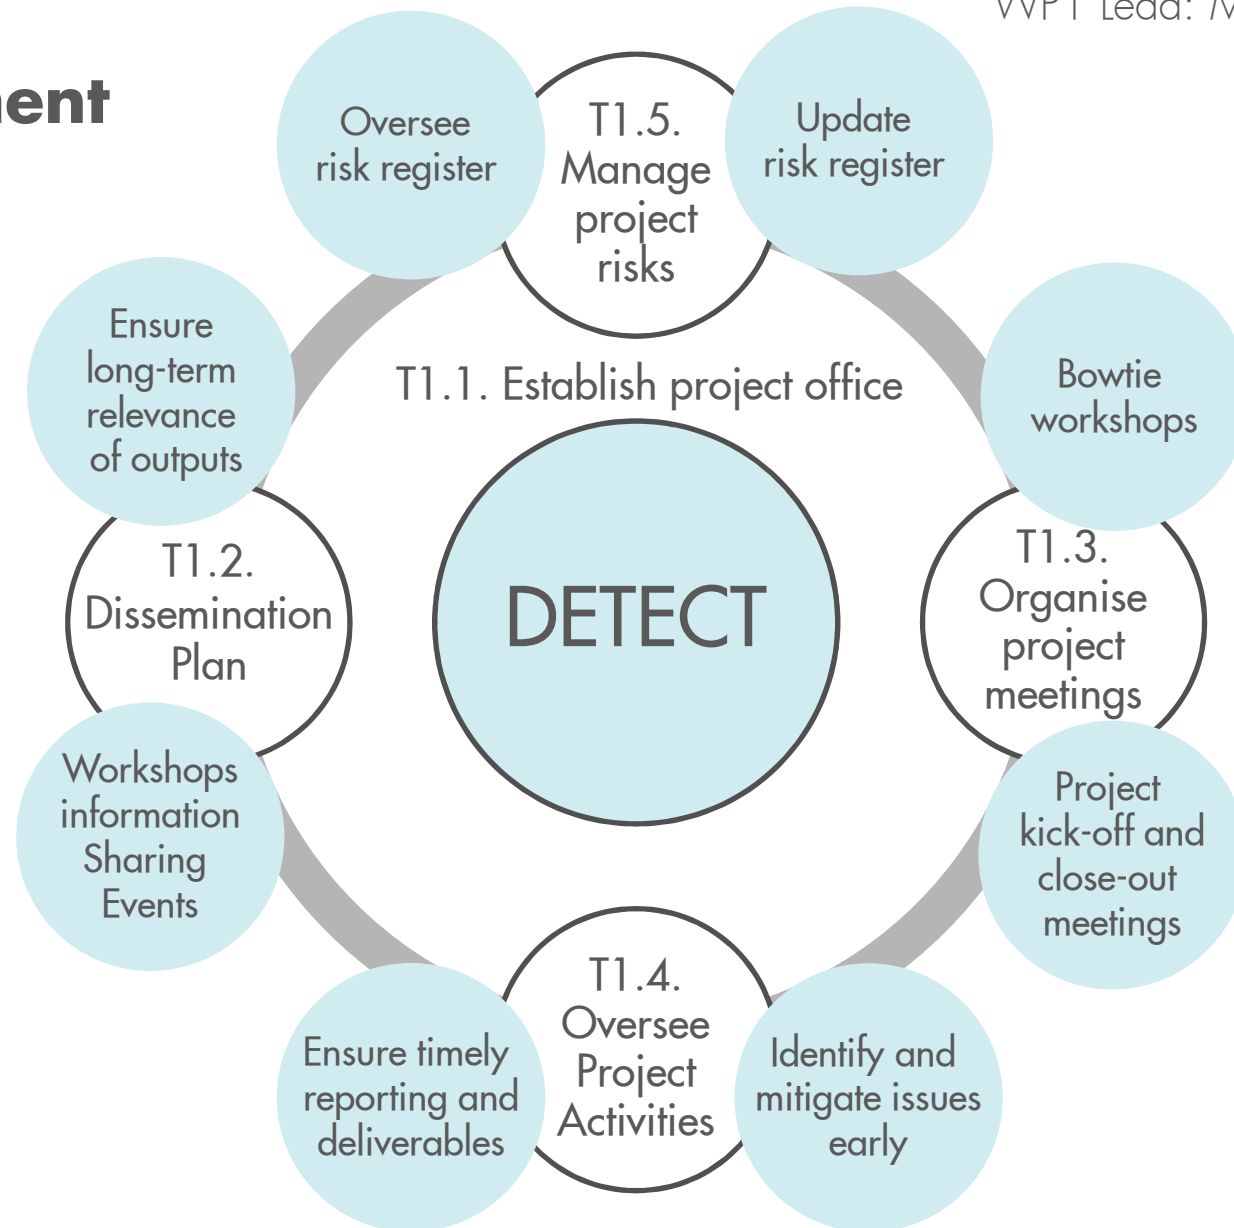 WP1 Lead:
Oversee
risk register
T1.5.
Manage
project
risks
Update
risk register
Ensure
long-term
relevance
of outputs
T1.1. Establish project office
Bowtie
workshops
T1.2.
Dissemination
Plan
DETECT
T1.3.
Organise
project
meetings
Workshops
information
Sharing
Events
Project
kick-off and
close-out
meetings
Ensure timely
reporting and
deliverables
T1.4.
Oversee
Project
Activities
Identify and
mitigate issues
early